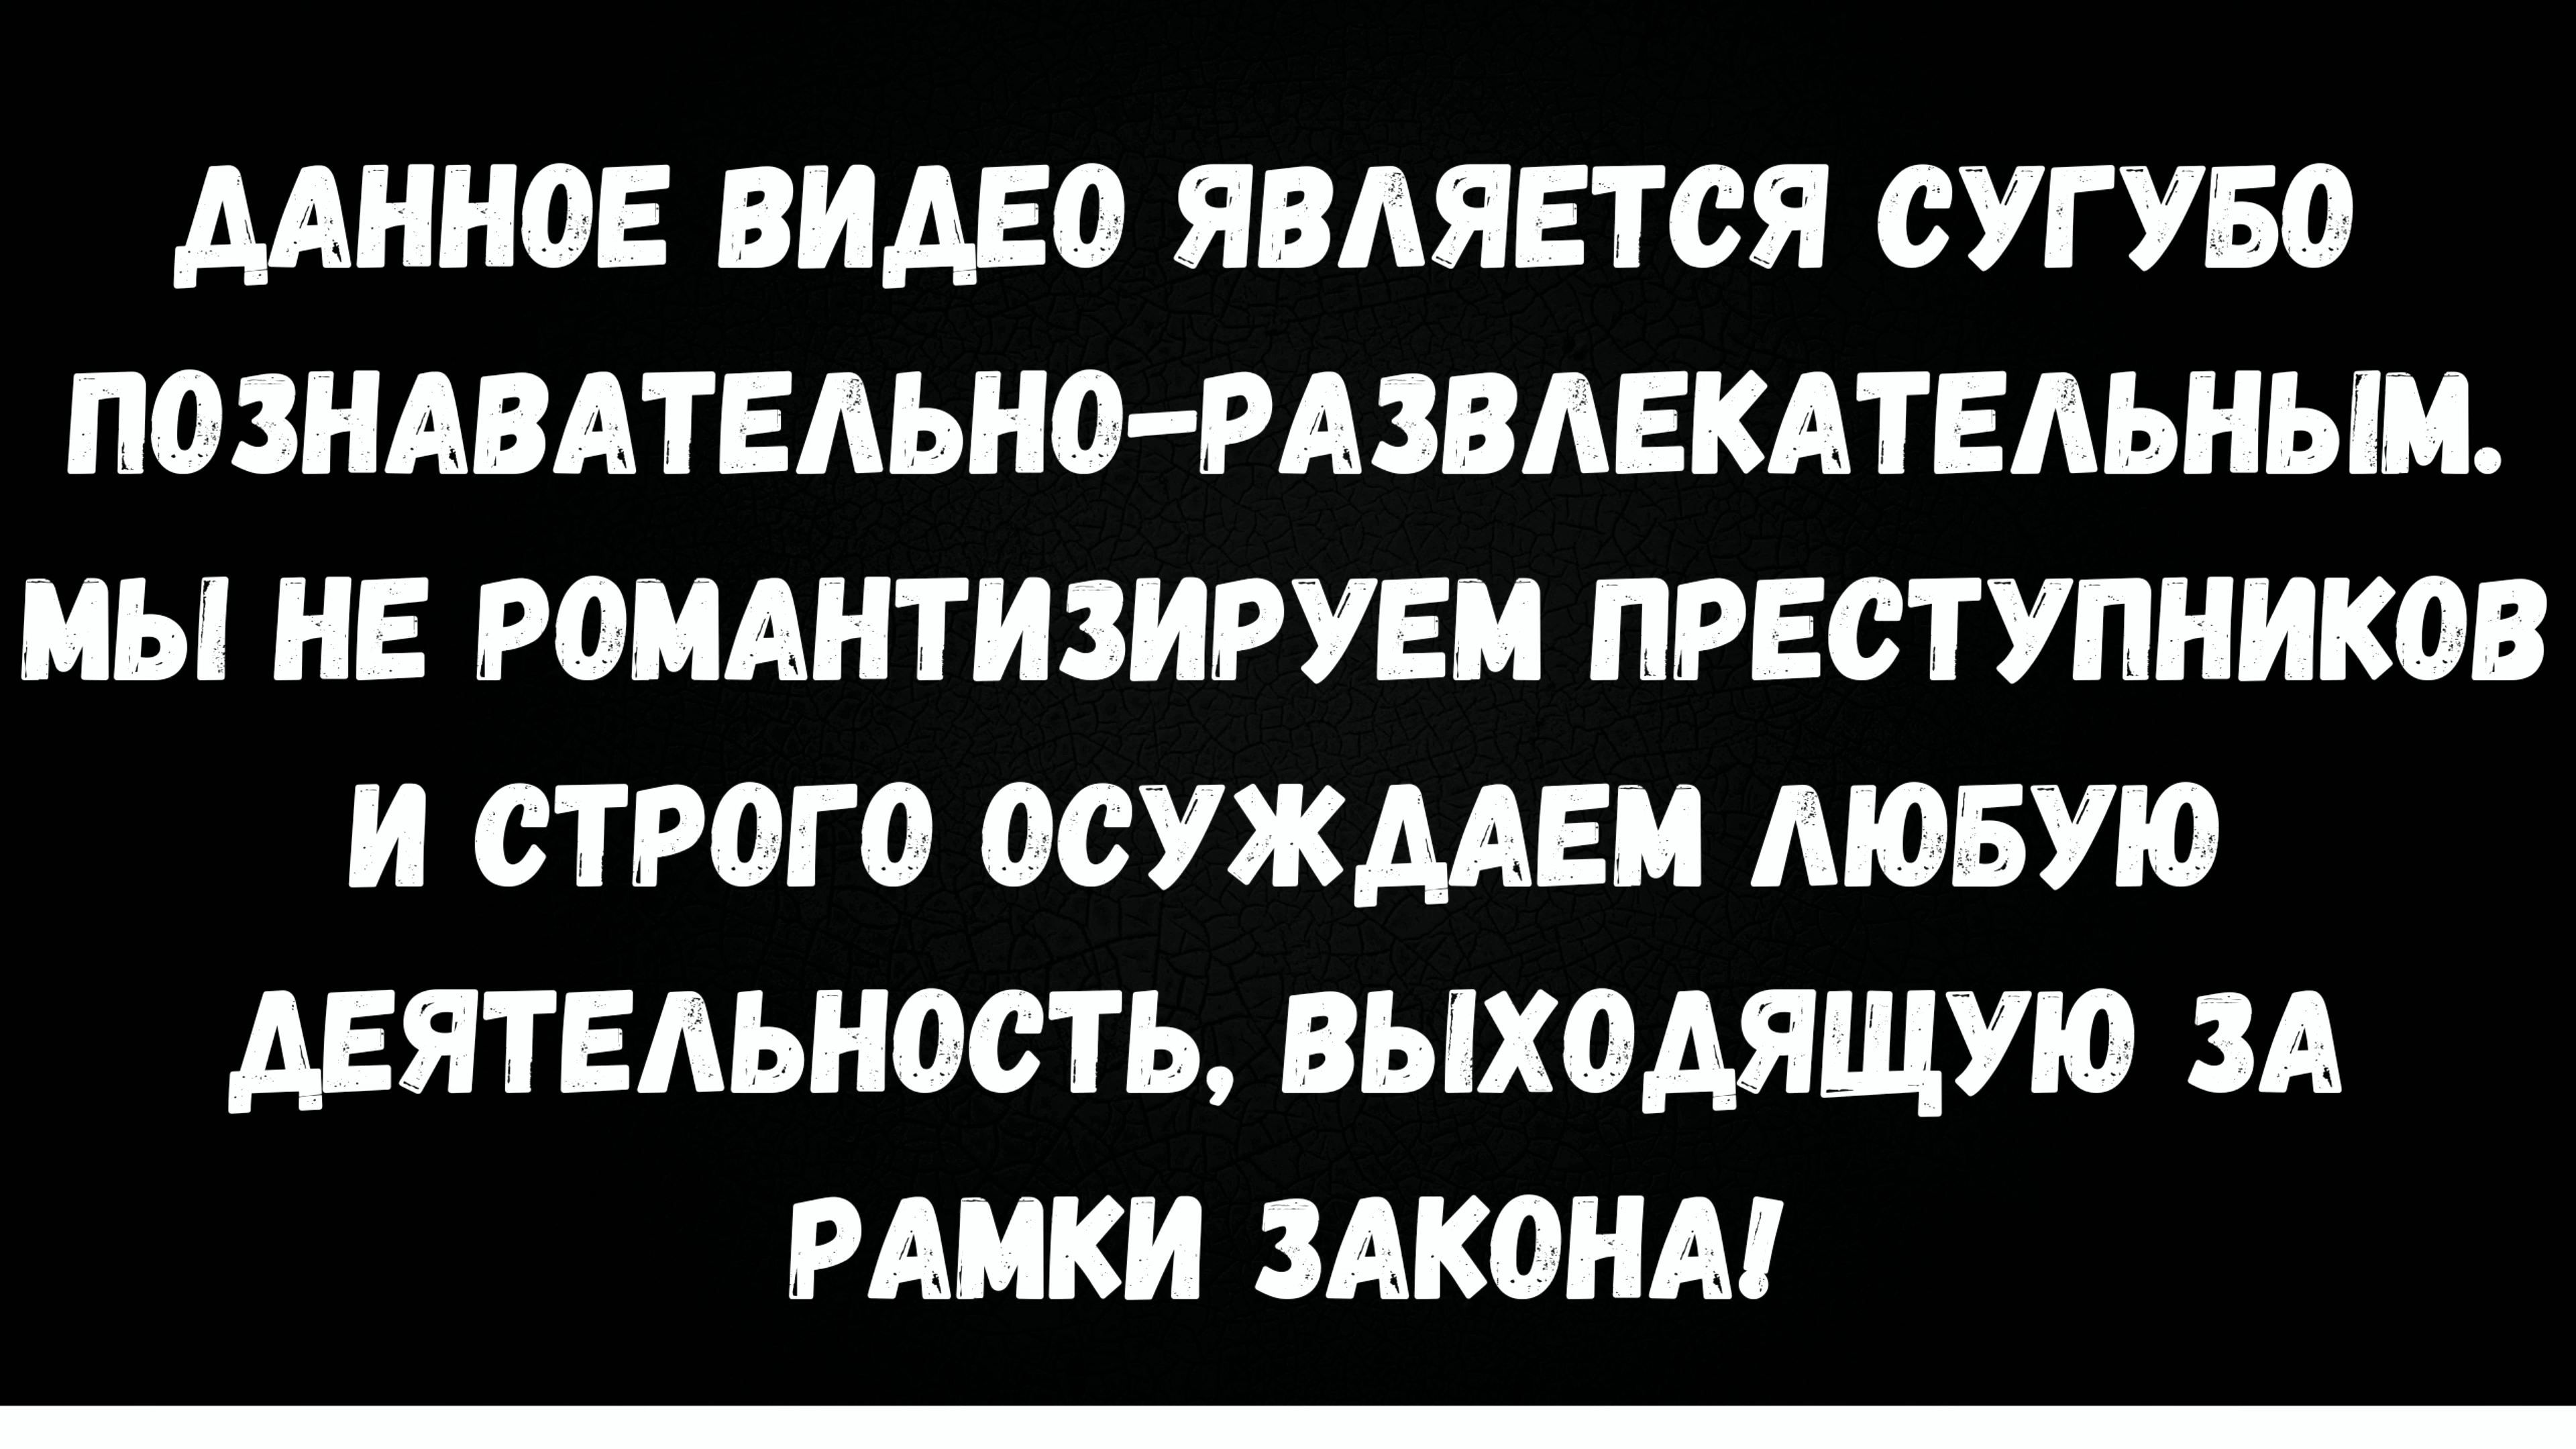 ДАННОЕ ВИДЕО ЯВЛЯЕТСЯ СУГУБО
ПОЗНАВАТЕЛЬНО-РАЗВЛЕКАТЕЛЬНЫМ.
МЫ НЕ РОМАНТИЗИРУЕМ ПРЕСТУПНИКОВ
И СТРОГО ОСУЖДАЕМ ЛЮБУЮ
ДЕЯТЕЛЬНОСТЬ, ВЫХОДЯЩУЮ ЗА
РАМКИ ЗАКОНА!